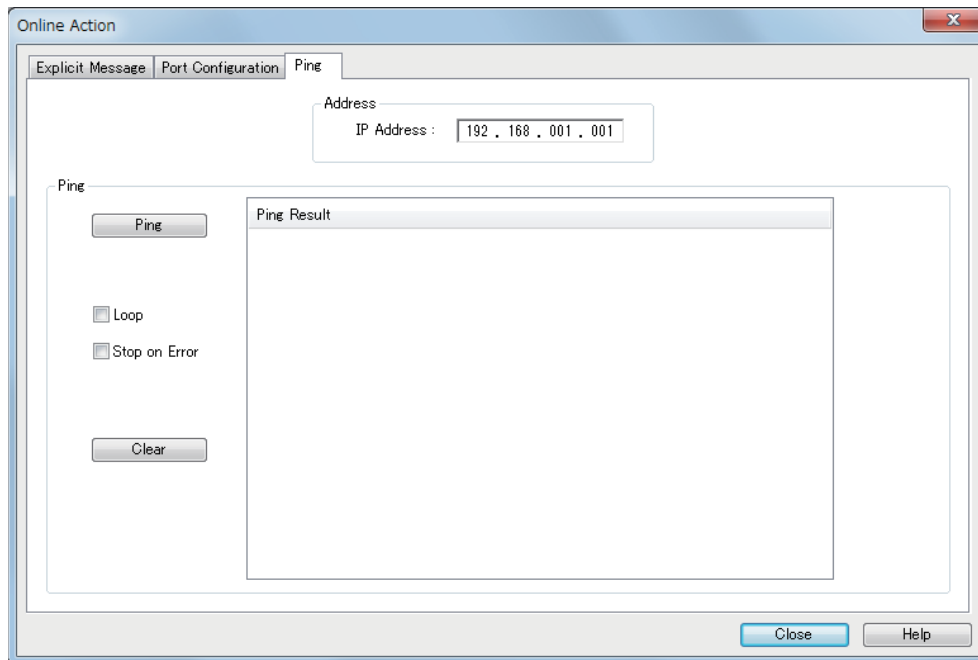 Online Action
Explicit Message Port Configuration Ping
Address
IP Address : 192 . 168 . 001 . 001
Ping
Ping Ping Result
Loop
Stop on Error
Clear
Close Help